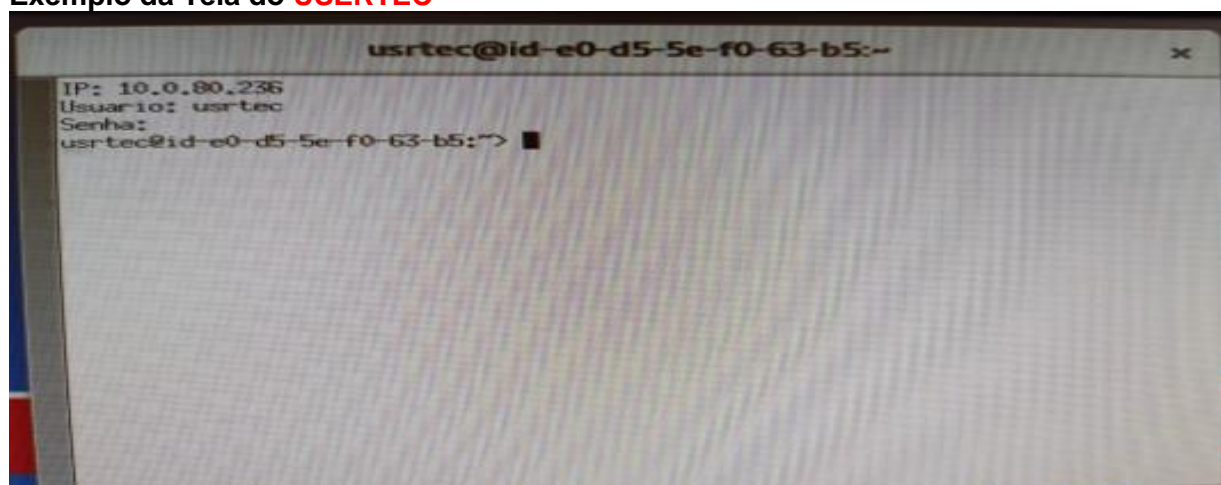 Exemplo da Tela do USERTEC
usrtec@id-e0-d5-5e-f0-63-b5:~
×
IP: 10.0.80.236
Usuario: usrtec
Senha:
usrtec@id-e0-d5-5e-f0-63-b5:~>